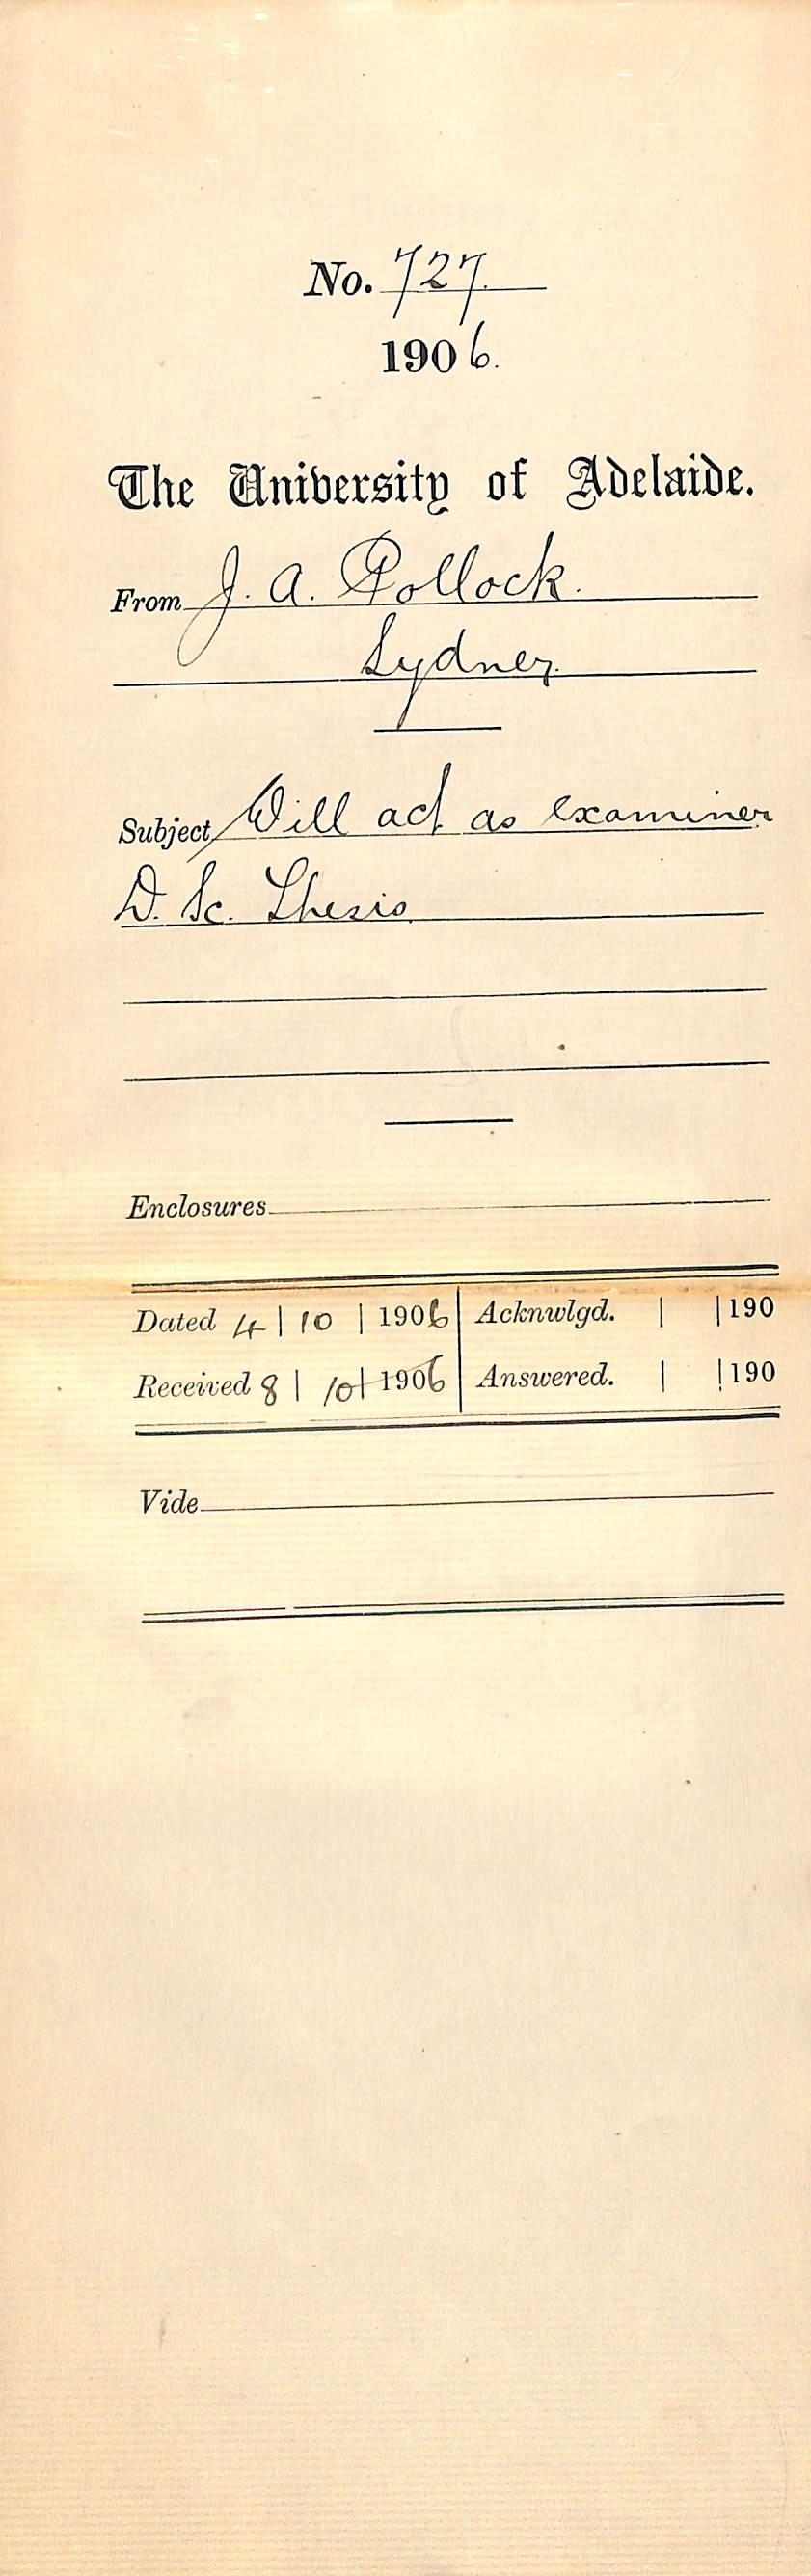 No. 727.
1906.
The University of Adelaide.
From J. A. Pollock.
Sydney.
Subject Will act as examiner
D. Sc. Thesis
Enclosures
Dated 4 | 10 | 1906 Acknwlgd. | | 190
Received 8 | 10 | 1906 Answered. | | 190
Vide